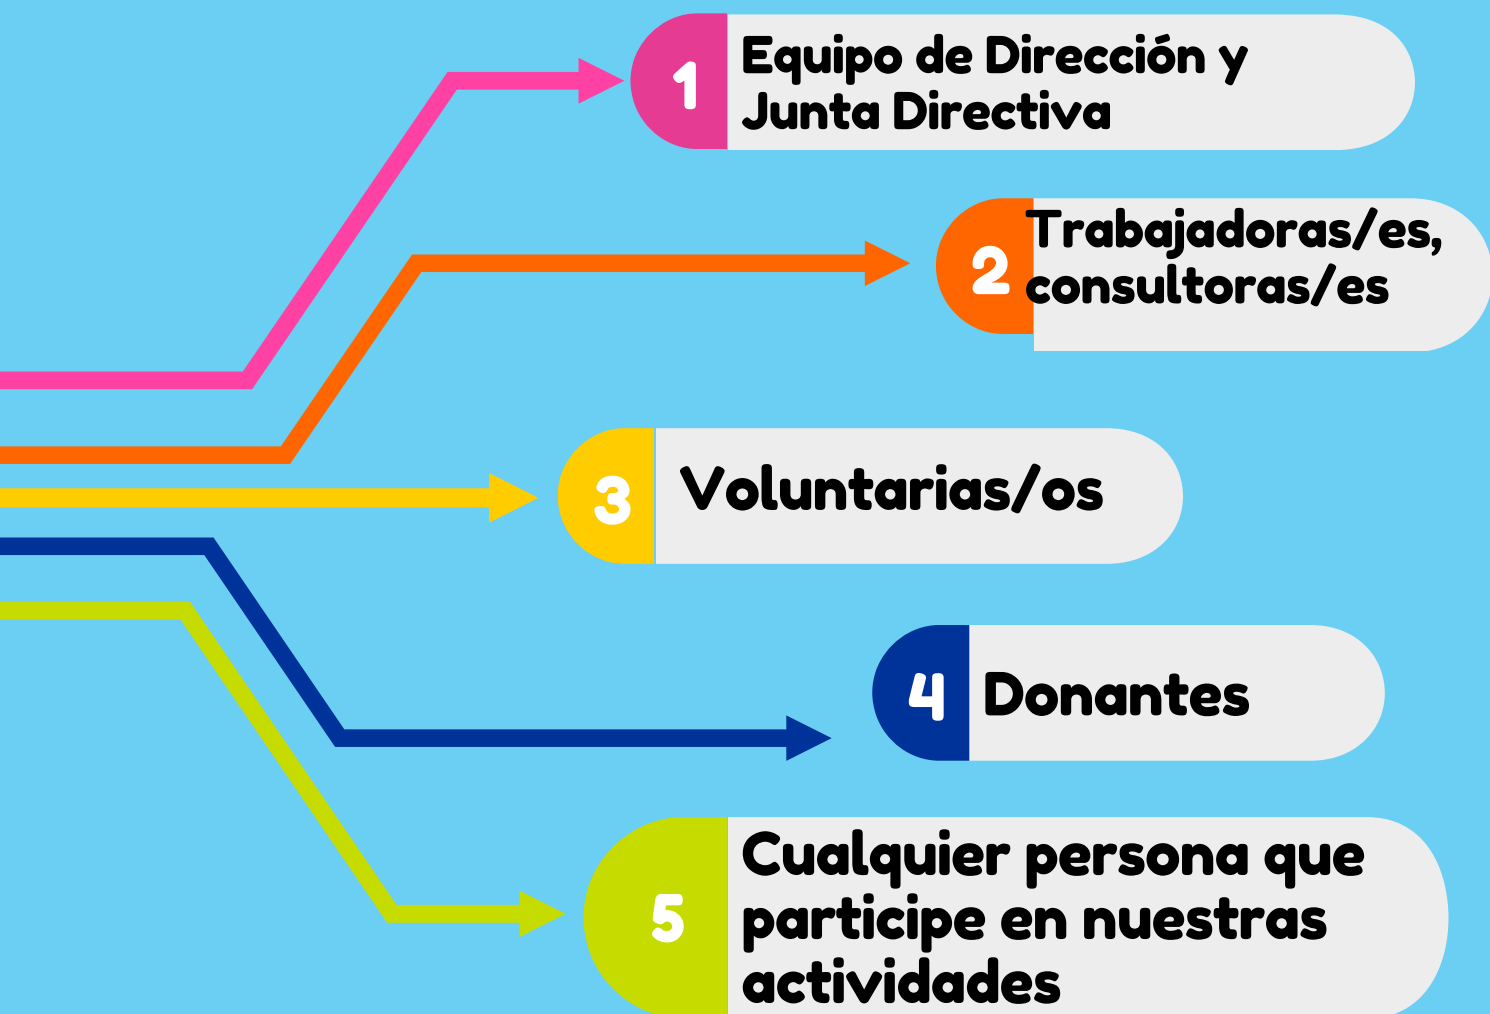 1
Equipo de Dirección y
Junta Directiva
2
Trabajadoras/es,
consultoras/es
3
Voluntarias/os
4
Donantes
5
Cualquier persona que
participe en nuestras
actividades